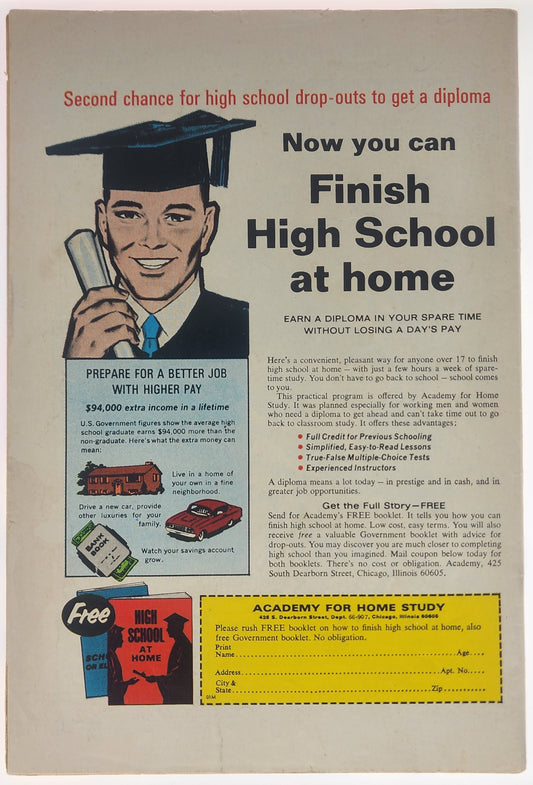 Second chance for high school drop-outs to get a diploma
Now you can
Finish
High School
at home
EARN A DIPLOMA IN YOUR SPARE TIME
WITHOUT LOSING A DAY'S PAY
PREPARE FOR A BETTER JOB
WITH HIGHER PAY
$94,000 extra income in a lifetime
U.S. Government figures show the average high
school graduate earns $94,000 more than the
non-graduate. Here's what the extra money can
mean:
Live in a home of
your own in a fine
neighborhood.
Drive a new car, provide
other luxuries for your
family.
BANK
BOOK
Watch your savings account
grow.
Here's a convenient, pleasant way for anyone over 17 to finish
high school at home — with just a few hours a week of spare-
time study. You don't have to go back to school — school comes
to you.
This practical program is offered by Academy for Home
Study. It was planned especially for working men and women
who need a diploma to get ahead and can't take time out to go
back to classroom study. It offers these advantages;
• Full Credit for Previous Schooling
• Simplified, Easy-to-Read Lessons
• True-False Multiple-Choice Tests
• Experienced Instructors
A diploma means a lot today — in prestige and in cash, and in
greater job opportunities.
Get the Full Story—FREE
Send for Academy's FREE booklet. It tells you how you can
finish high school at home. Low cost, easy terms. You will also
receive free a valuable Government booklet with advice for
drop-outs. You may discover you are much closer to completing
high school than you imagined. Mail coupon below today for
both booklets. There's no cost or obligation. Academy, 425
South Dearborn Street, Chicago, Illinois 60605.
Free
SCHO
OR EL
HIGH
SCHOOL
AT
HOME
ACADEMY FOR HOME STUDY
425 S. Dearborn Street, Dept. 5E-907, Chicago, Illinois 60605
Please rush FREE booklet on how to finish high school at home, also
free Government booklet. No obligation.
Print
Name Age
Address Apt. No.
City &
State Zip
01M